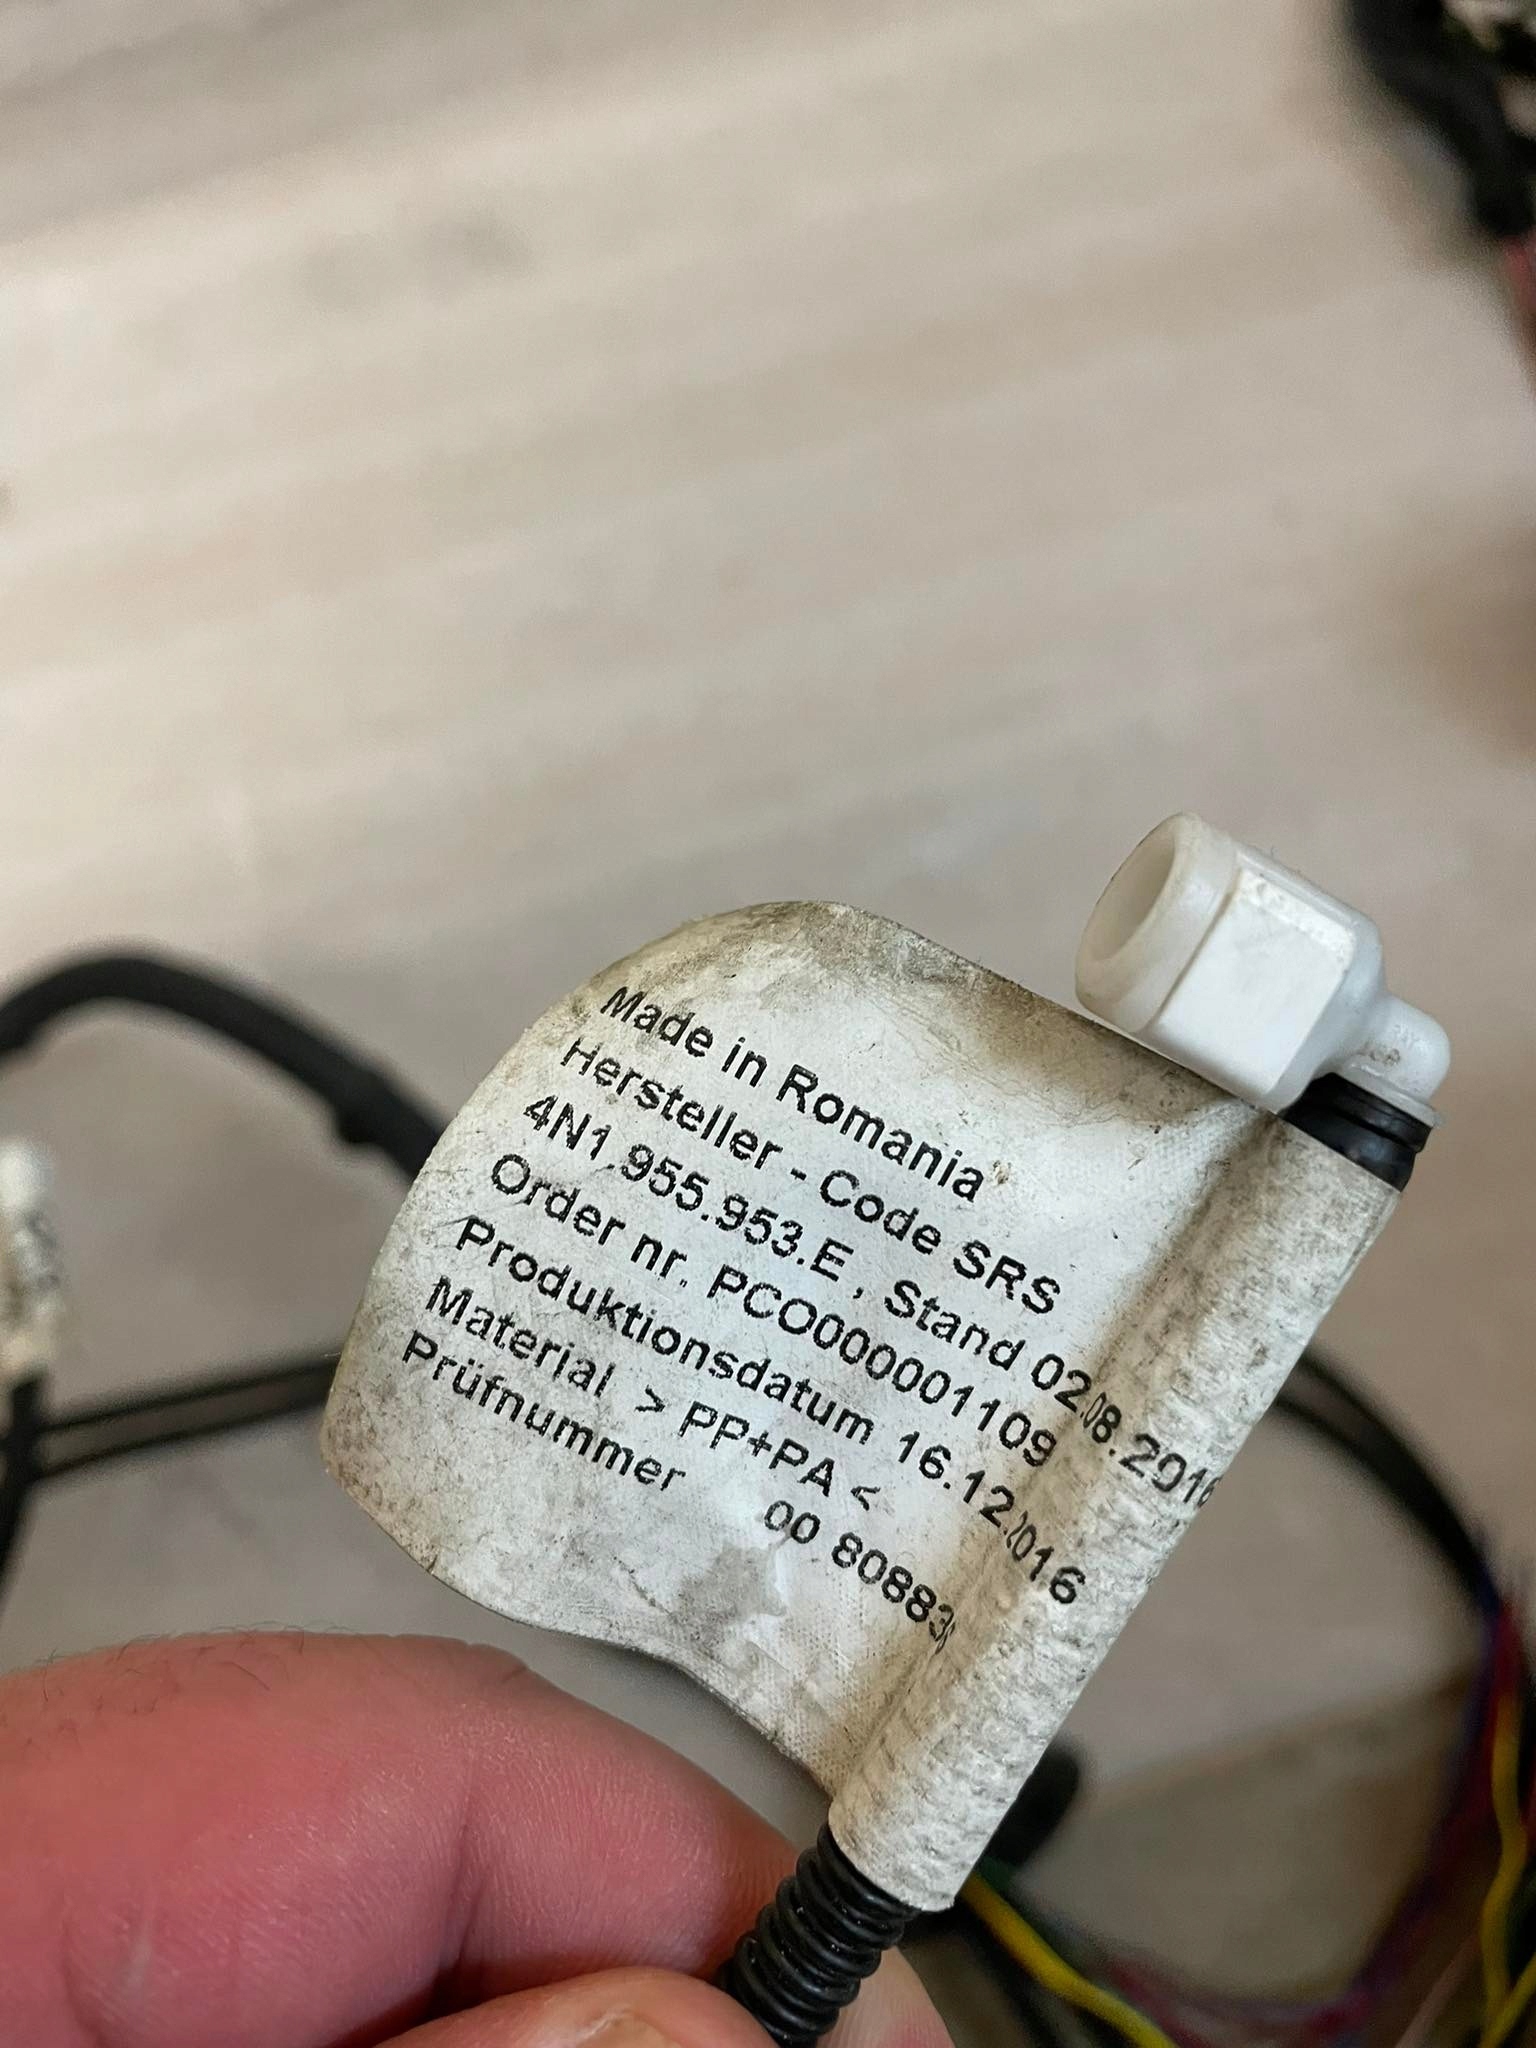 Made in Romania
Hersteller - Code SRS
4N1.955.953.E , Stand 02.08.2016
Order nr. PCO000001109
Produktionsdatum 16.12.2016
Material > PP+PA <
Prüfnummer 00